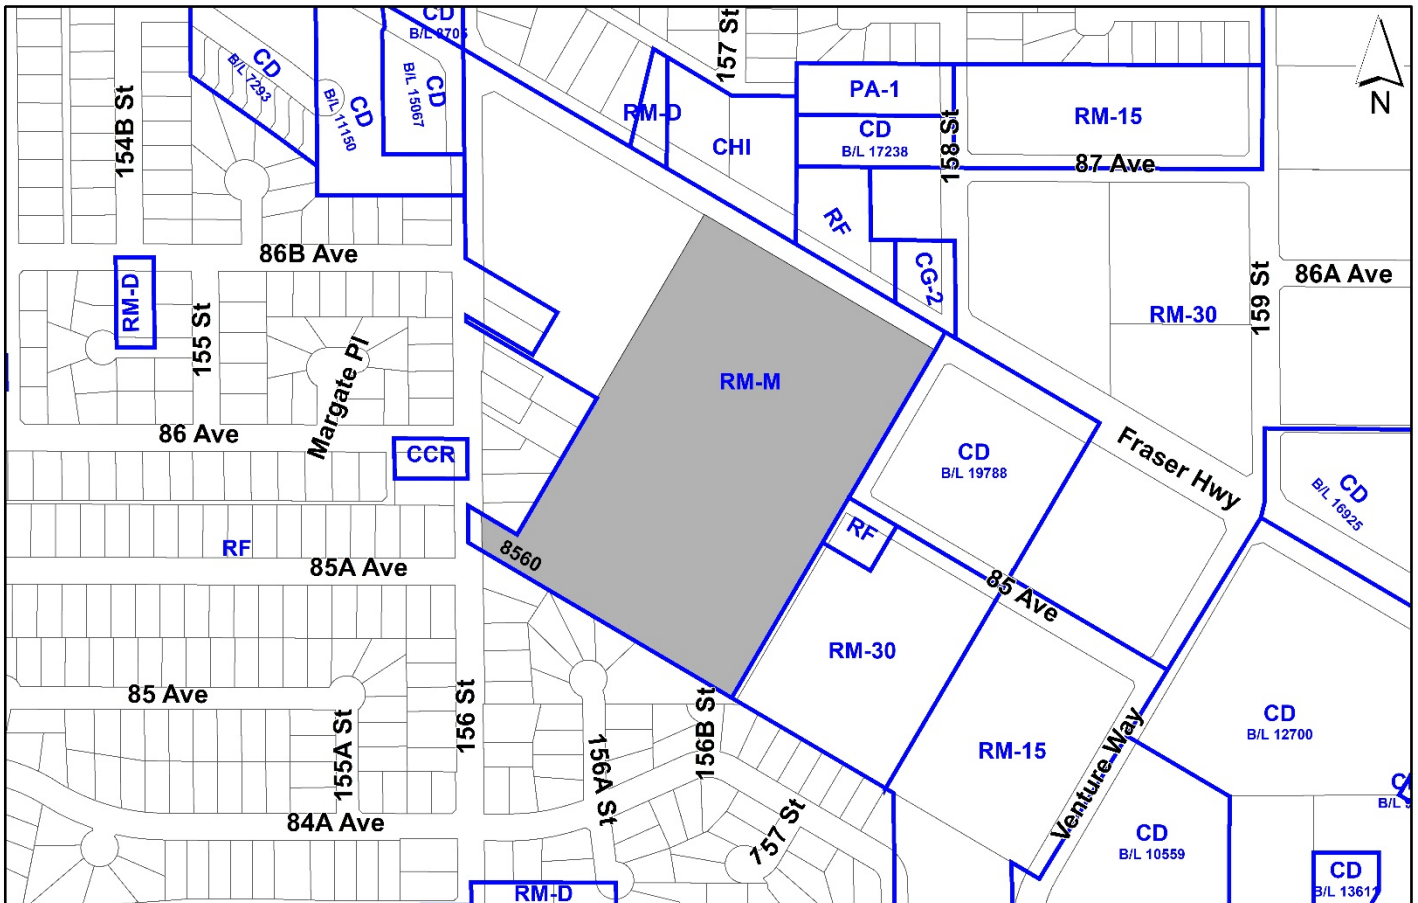 CD
B/L 8705
157 St
CD
B/L 7293
CD
B/L 11150
CD
B/L 15067
154B St
RM-D
CHI
PA-1
CD
B/L 17238
158 St
RM-15
87 Ave
N
RF
CG-2
86B Ave
RM-D
155 St
Margate Pl
RM-M
RM-30
159 St
86A Ave
86 Ave
CCR
Fraser Hwy
CD
B/L 19788
CD
B/L 16925
RF
RF
8560
85A Ave
85 Ave
RM-30
85 Ave
155A St
156 St
156A St
156B St
RM-15
Venture Way
CD
B/L 12700
84A Ave
157 St
CD
B/L 10559
CD
B/L 13611
RM-D